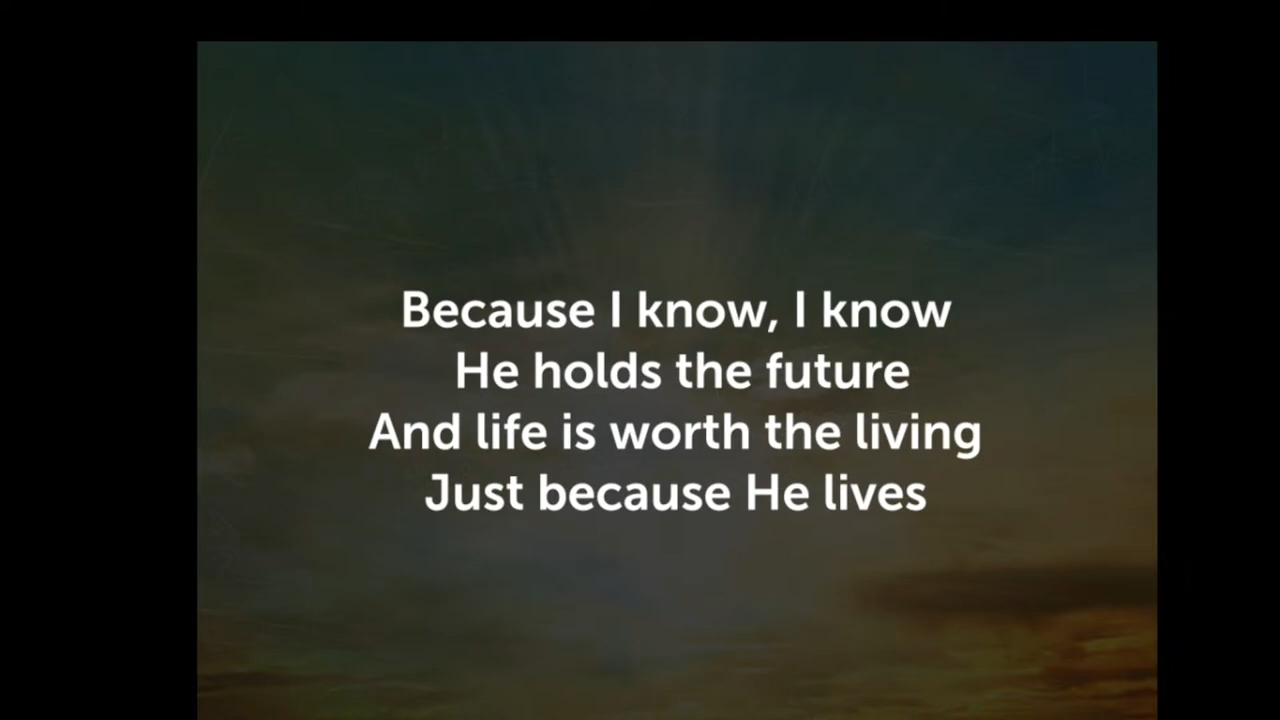 Because I know, I know
He holds the future
And life is worth the living
Just because He lives